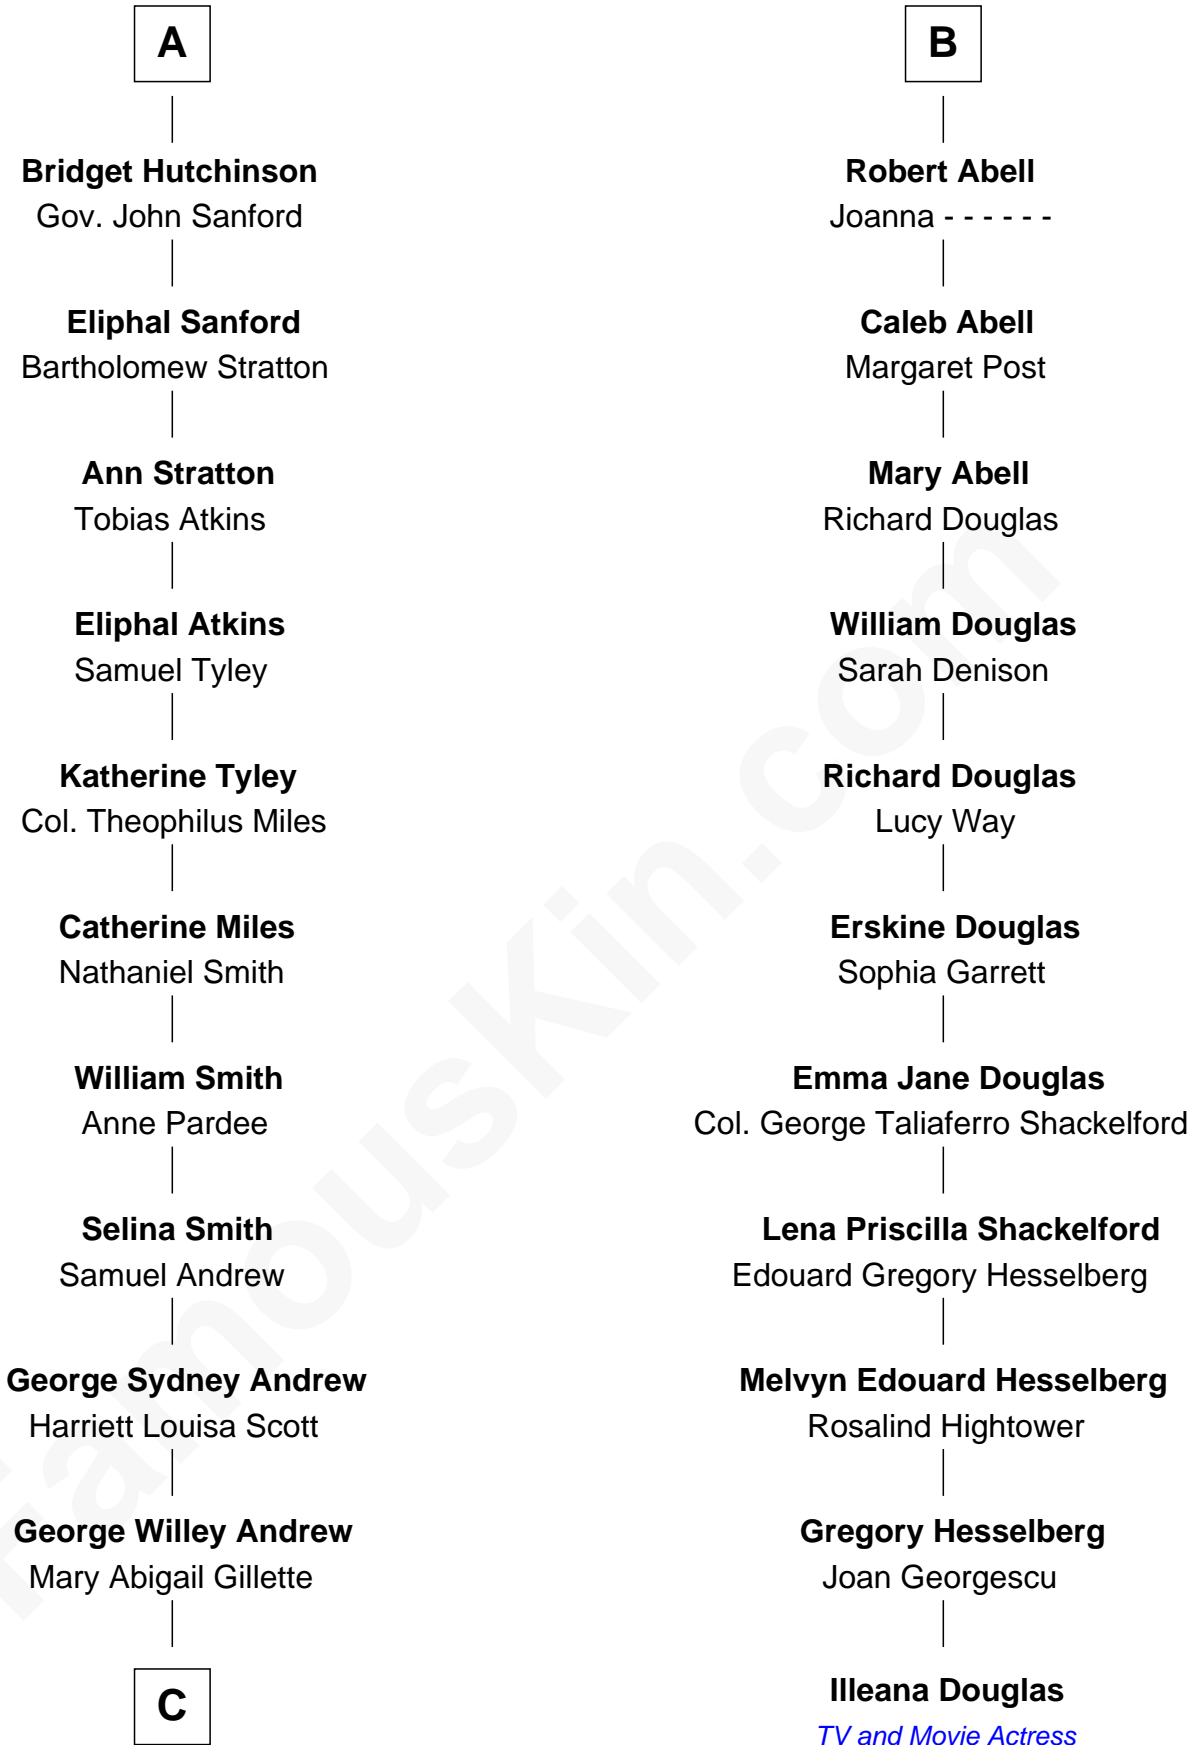 A
Bridget Hutchinson
Gov. John Sanford
Eliphal Sanford
Bartholomew Stratton
Ann Stratton
Tobias Atkins
Eliphal Atkins
Samuel Tyley
Katherine Tyley
Col. Theophilus Miles
Catherine Miles
Nathaniel Smith
William Smith
Anne Pardee
Selina Smith
Samuel Andrew
George Sydney Andrew
Harriett Louisa Scott
George Willey Andrew
Mary Abigail Gillette
C
B
Robert Abell
Joanna - - - - - -
Caleb Abell
Margaret Post
Mary Abell
Richard Douglas
William Douglas
Sarah Denison
Richard Douglas
Lucy Way
Erskine Douglas
Sophia Garrett
Emma Jane Douglas
Col. George Taliaferro Shackelford
Lena Priscilla Shackelford
Edouard Gregory Hesselberg
Melvyn Edouard Hesselberg
Rosalind Hightower
Gregory Hesselberg
Joan Georgescu
Illeana Douglas
TV and Movie Actress
FamousKin.com